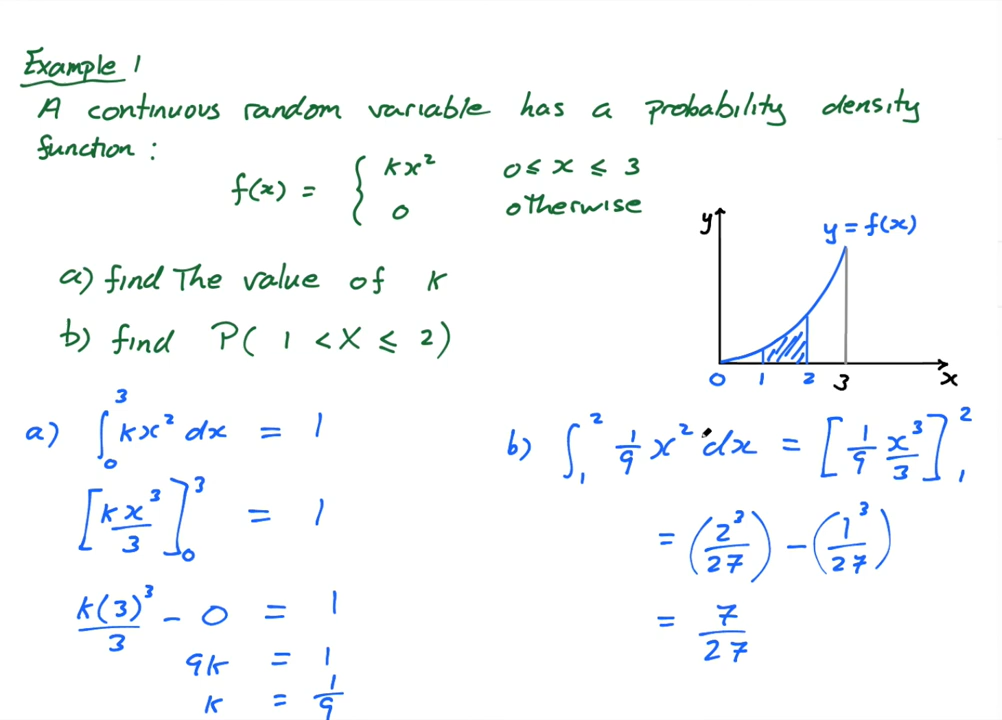 Example 1
A continuous random variable has a probability density
function :
f(x) = { kx² 0 ≤ x ≤ 3
0 otherwise
y
y = f(x)
a) find The value of k
b) find P( 1 < X ≤ 2)
0 1 2 3 x
a) ∫₀³ kx² dx = 1
[kx³/3]₀³ = 1
k(3)³/3 - 0 = 1
9k = 1
k = 1/9
b) ∫₁² 1/9 x² dx = [1/9 x³/3]₁²
= (2³/27) - (1³/27)
= 7/27